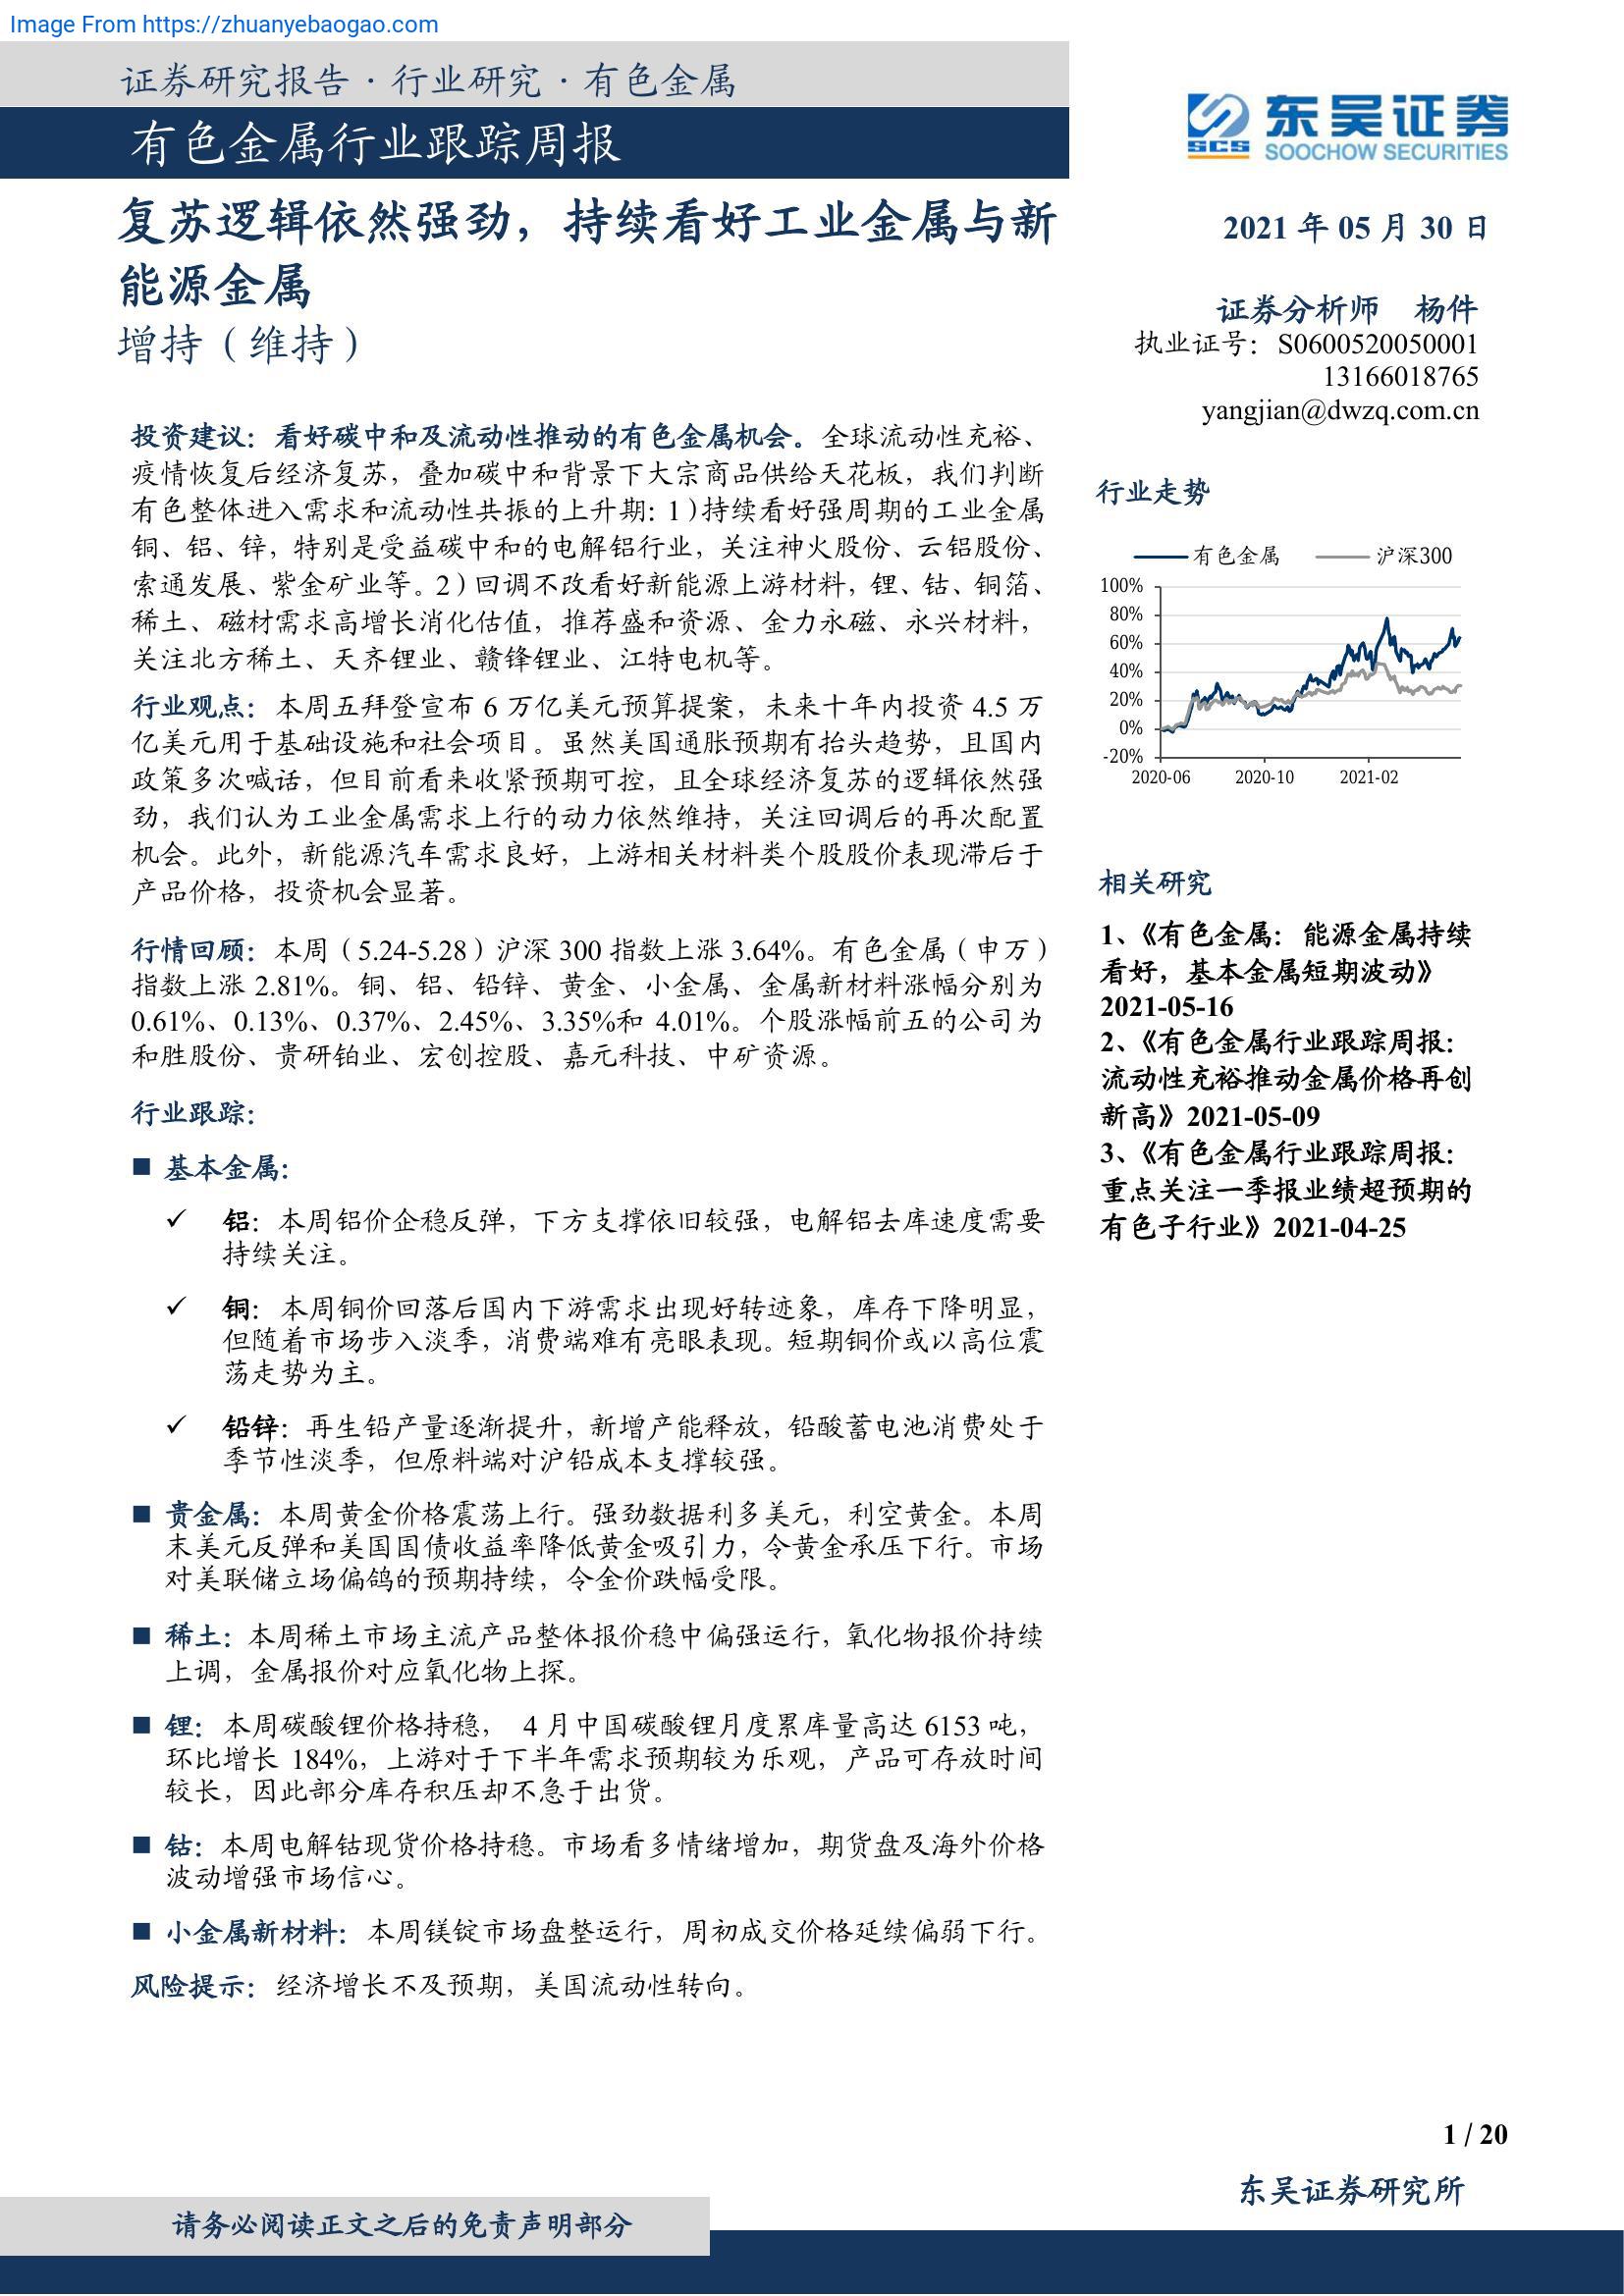 Image From https://zhuanyebaogao.com
证券研究报告·行业研究·有色金属
有色金属行业跟踪周报
东吴证券
SCS
SOOCHOW SECURITIES
复苏逻辑依然强劲，持续看好工业金属与新
能源金属
增持（维持）
投资建议：看好碳中和及流动性推动的有色金属机会。全球流动性充裕、
疫情恢复后经济复苏，叠加碳中和背景下大宗商品供给天花板，我们判断
有色整体进入需求和流动性共振的上升期：1）持续看好强周期的工业金属
铜、铝、锌，特别是受益碳中和的电解铝行业，关注神火股份、云铝股份、
索通发展、紫金矿业等。2）回调不改看好新能源上游材料，锂、钴、铜箔、
稀土、磁材需求高增长消化估值，推荐盛和资源、金力永磁、永兴材料，
关注北方稀土、天齐锂业、赣锋锂业、江特电机等。
行业观点：本周五拜登宣布 6 万亿美元预算提案，未来十年内投资 4.5 万
亿美元用于基础设施和社会项目。虽然美国通胀预期有抬头趋势，且国内
政策多次喊话，但目前看来收紧预期可控，且全球经济复苏的逻辑依然强
劲，我们认为工业金属需求上行的动力依然维持，关注回调后的再次配置
机会。此外，新能源汽车需求良好，上游相关材料类个股股价表现滞后于
产品价格，投资机会显著。
行情回顾：本周（5.24-5.28）沪深 300 指数上涨 3.64%。有色金属（申万）
指数上涨 2.81%。铜、铝、铅锌、黄金、小金属、金属新材料涨幅分别为
0.61%、0.13%、0.37%、2.45%、3.35%和 4.01%。个股涨幅前五的公司为
和胜股份、贵研铂业、宏创控股、嘉元科技、中矿资源。
行业跟踪：
■ 基本金属：
✓ 铝：本周铝价企稳反弹，下方支撑依旧较强，电解铝去库速度需要
持续关注。
✓ 铜：本周铜价回落后国内下游需求出现好转迹象，库存下降明显，
但随着市场步入淡季，消费端难有亮眼表现。短期铜价或以高位震
荡走势为主。
✓ 铅锌：再生铅产量逐渐提升，新增产能释放，铅酸蓄电池消费处于
季节性淡季，但原料端对沪铅成本支撑较强。
■ 贵金属：本周黄金价格震荡上行。强劲数据利多美元，利空黄金。本周
末美元反弹和美国国债收益率降低黄金吸引力，令黄金承压下行。市场
对美联储立场偏鸽的预期持续，令金价跌幅受限。
■ 稀土：本周稀土市场主流产品整体报价稳中偏强运行，氧化物报价持续
上调，金属报价对应氧化物上探。
■ 锂：本周碳酸锂价格持稳， 4 月中国碳酸锂月度累库量高达 6153 吨，
环比增长 184%，上游对于下半年需求预期较为乐观，产品可存放时间
较长，因此部分库存积压却不急于出货。
■ 钴：本周电解钴现货价格持稳。市场看多情绪增加，期货盘及海外价格
波动增强市场信心。
■ 小金属新材料：本周镁锭市场盘整运行，周初成交价格延续偏弱下行。
风险提示：经济增长不及预期，美国流动性转向。
2021 年 05 月 30 日
证券分析师 杨件
执业证号：S0600520050001
13166018765
yangjian@dwzq.com.cn
行业走势
有色金属 沪深300
100%
80%
60%
40%
20%
0%
-20%
2020-06 2020-10 2021-02
相关研究
1、《有色金属：能源金属持续
看好，基本金属短期波动》
2021-05-16
2、《有色金属行业跟踪周报：
流动性充裕推动金属价格再创
新高》2021-05-09
3、《有色金属行业跟踪周报：
重点关注一季报业绩超预期的
有色子行业》2021-04-25
1 / 20
东吴证券研究所
请务必阅读正文之后的免责声明部分